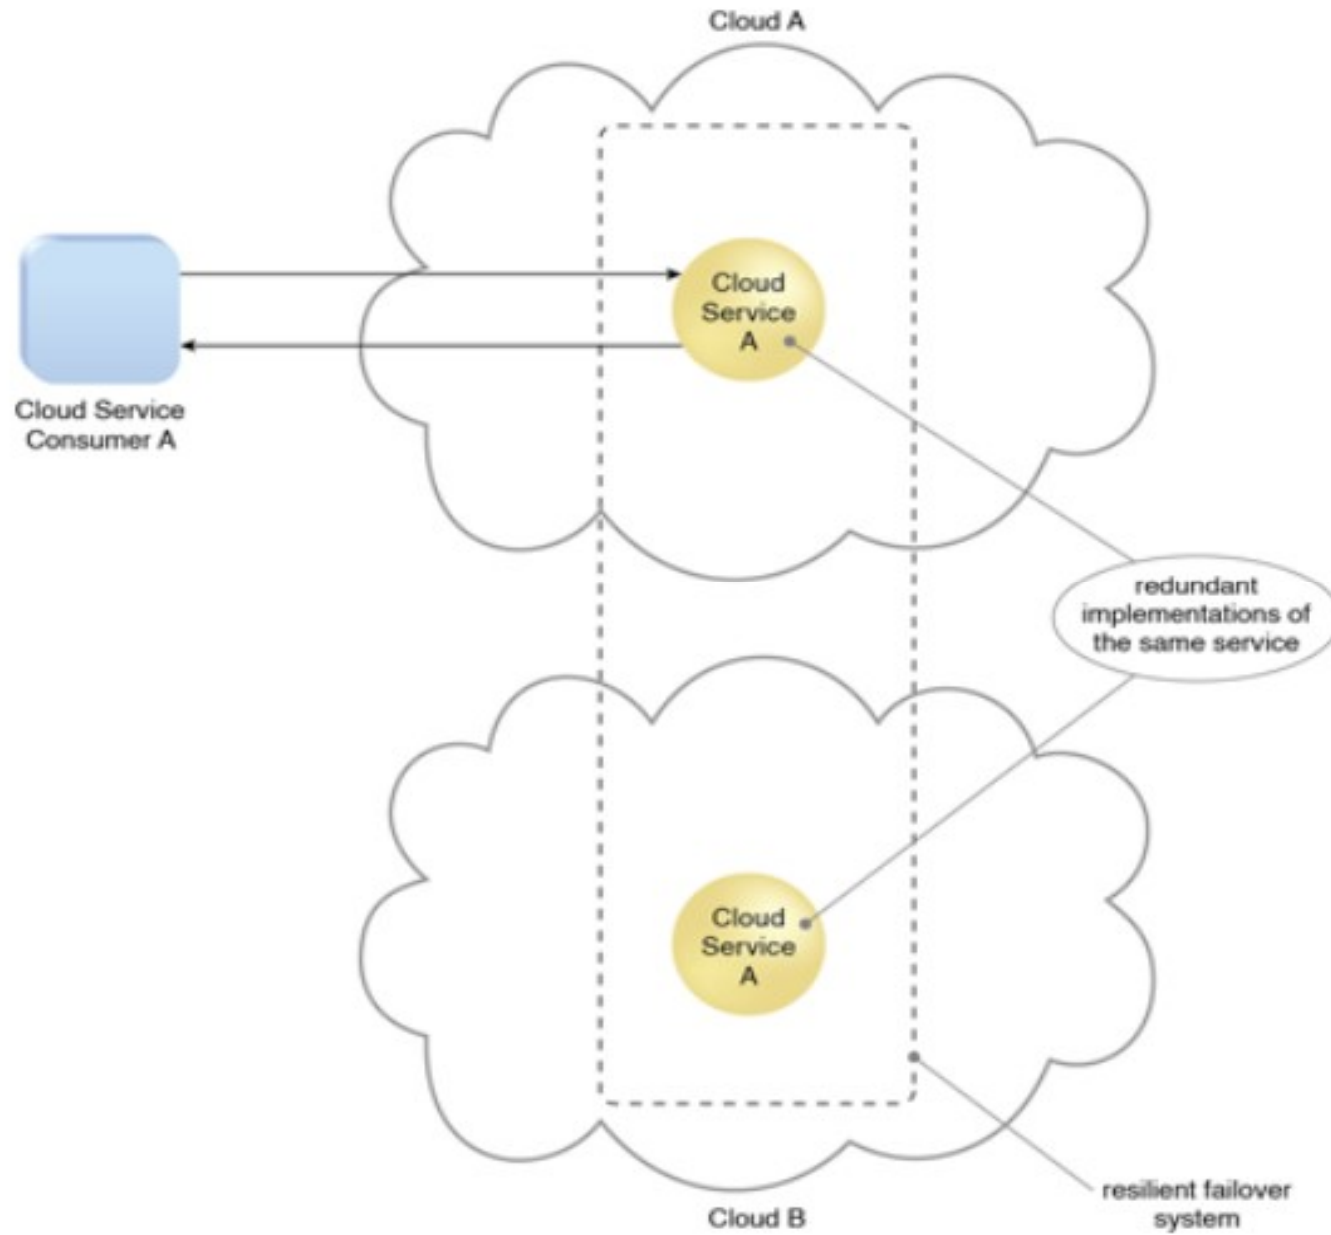 Cloud A
Cloud
Service
A
Cloud Service
Consumer A
redundant
implementations of
the same service
Cloud
Service
A
resilient failover
system
Cloud B